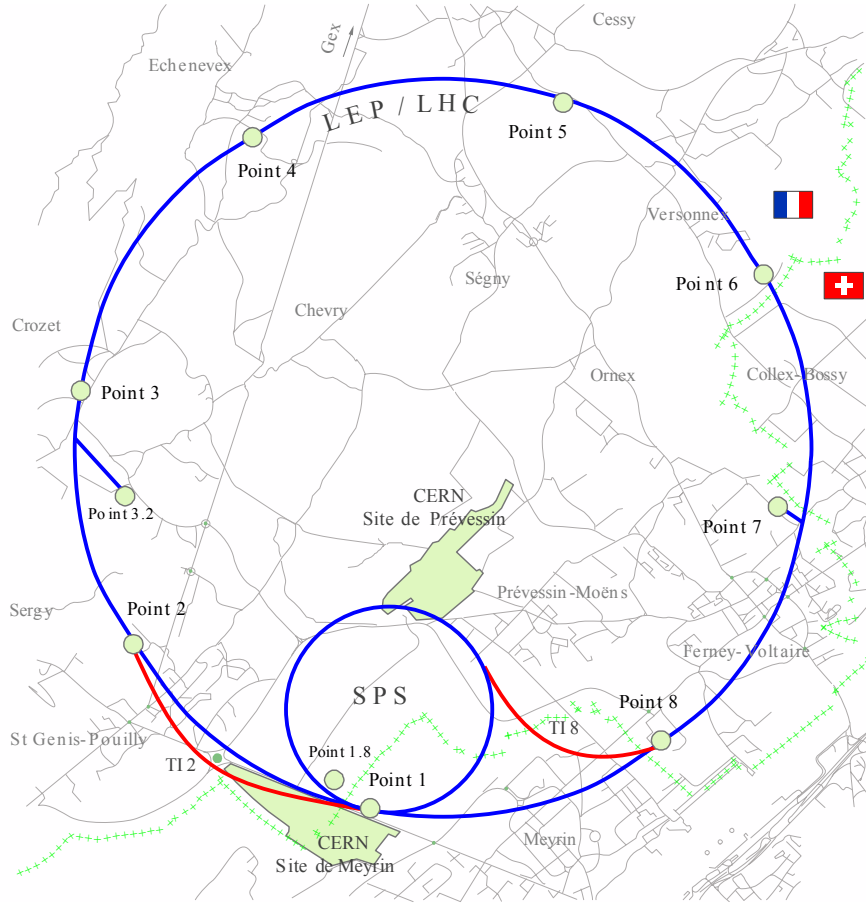 Cessy
Gex
Echenevex
LEP / LHC
Point 5
Point 4
Versonnex
Point 6
Ségny
Chevry
Crozet
Collex-Bossy
Ornex
Point 3
CERN
Site de Prévessin
Point 3.2
Point 7
Prévessin-Moëns
Sergy
Point 2
Ferney-Voltaire
SPS
Point 8
TI 8
St Genis-Pouilly
Point 1.8
TI 2
Point 1
Meyrin
CERN
Site de Meyrin